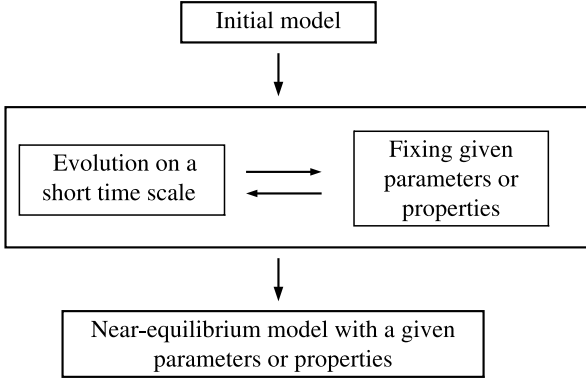 Initial model
Evolution on a
short time scale
Fixing given
parameters or
properties
Near-equilibrium model with a given
parameters or properties